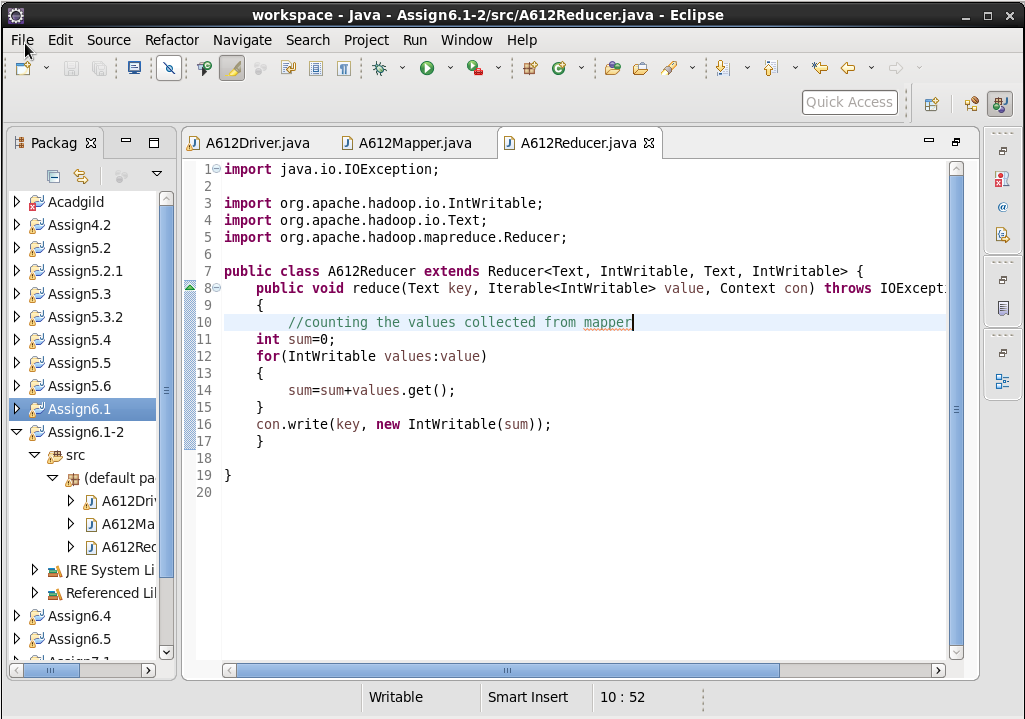 workspace - Java - Assign6.1-2/src/A612Reducer.java - Eclipse
File Edit Source Refactor Navigate Search Project Run Window Help
Quick Access
Packag
A612Driver.java A612Mapper.java A612Reducer.java
Acadgild
Assign4.2
Assign5.2
Assign5.2.1
Assign5.3
Assign5.3.2
Assign5.4
Assign5.5
Assign5.6
Assign6.1
Assign6.1-2
src
(default pa
A612Dri
A612Ma
A612Red
JRE System Li
Referenced Li
Assign6.4
Assign6.5
1 import java.io.IOException;
2
3 import org.apache.hadoop.io.IntWritable;
4 import org.apache.hadoop.io.Text;
5 import org.apache.hadoop.mapreduce.Reducer;
6
7 public class A612Reducer extends Reducer<Text, IntWritable, Text, IntWritable> {
8 public void reduce(Text key, Iterable<IntWritable> value, Context con) throws IOExcept
9 {
10 //counting the values collected from mapper
11 int sum=0;
12 for(IntWritable values:value)
13 {
14 sum=sum+values.get();
15 }
16 con.write(key, new IntWritable(sum));
17 }
18
19 }
20
Writable Smart Insert 10 : 52